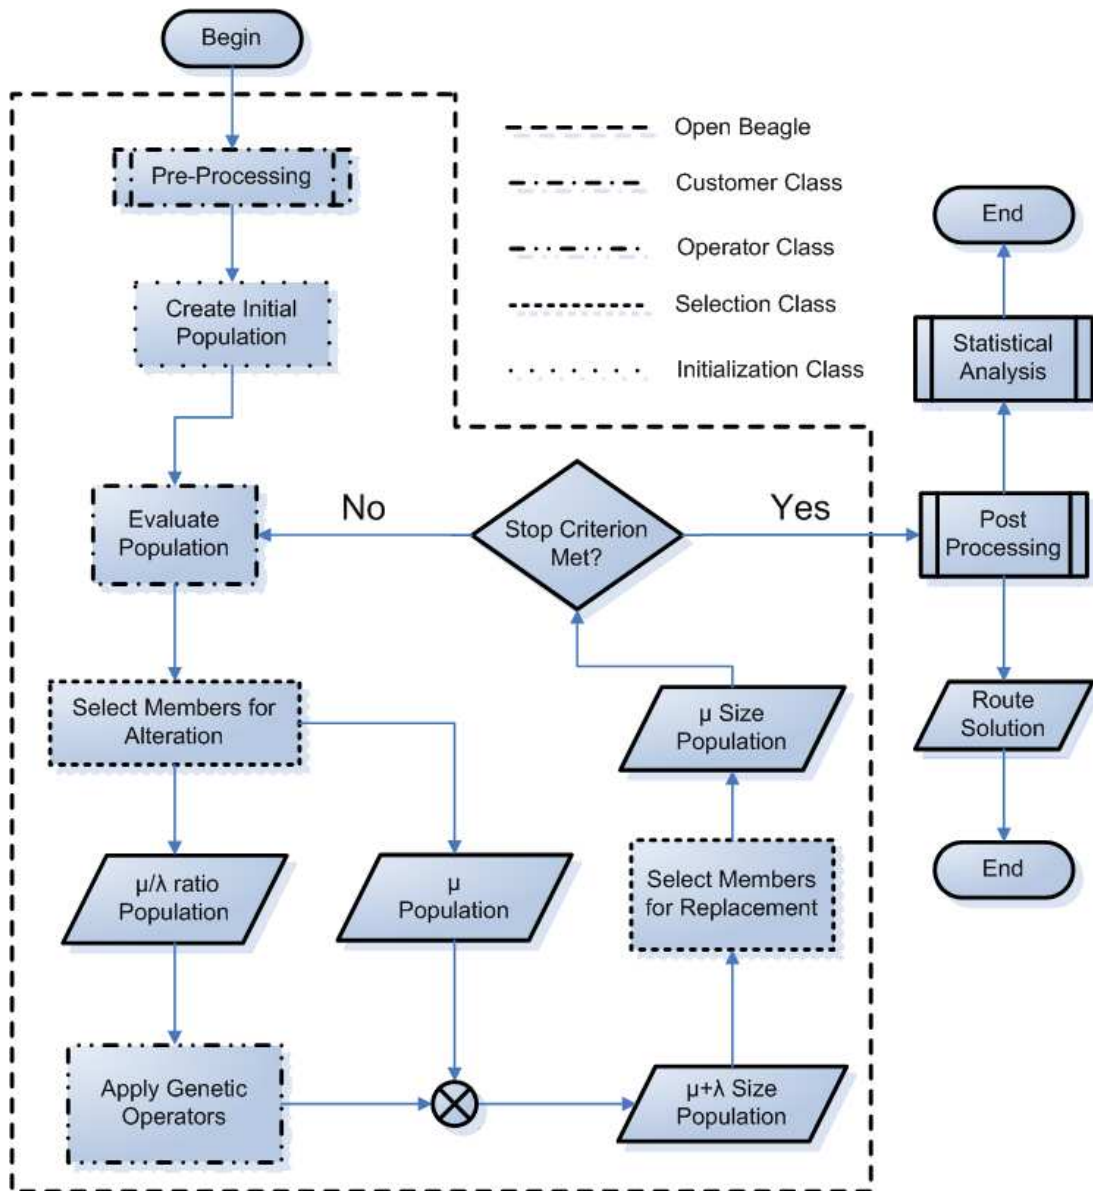 Begin
Pre-Processing
Create Initial
Population
Evaluate
Population
Select Members for
Alteration
μ/λ ratio
Population
Apply Genetic
Operators
μ
Population
μ+λ Size
Population
Select Members
for Replacement
μ Size
Population
Stop Criterion
Met?
No
Yes
Open Beagle
Customer Class
Operator Class
Selection Class
Initialization Class
End
Statistical
Analysis
Post
Processing
Route
Solution
End